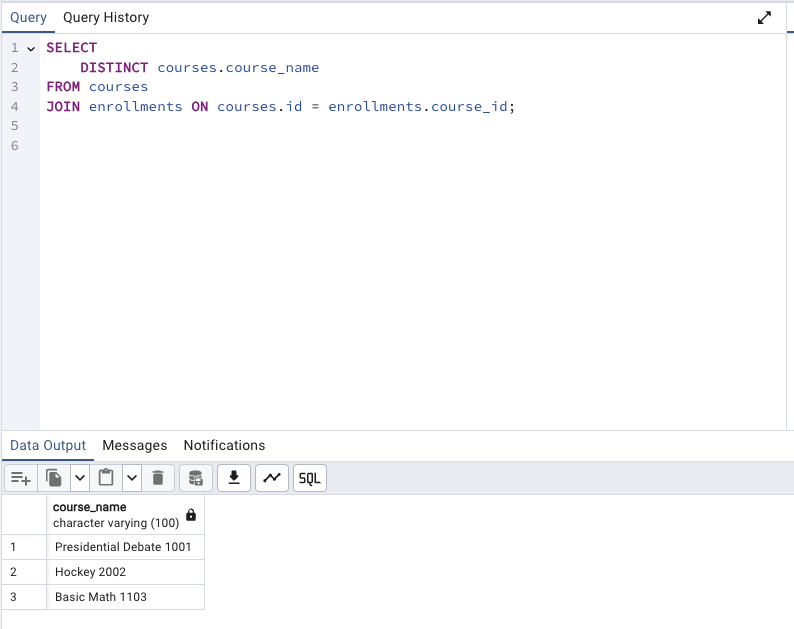 Query Query History
1 SELECT
2 DISTINCT courses.course_name
3 FROM courses
4 JOIN enrollments ON courses.id = enrollments.course_id;
5
6
Data Output Messages Notifications
SQL
course_name
character varying (100)
1 Presidential Debate 1001
2 Hockey 2002
3 Basic Math 1103